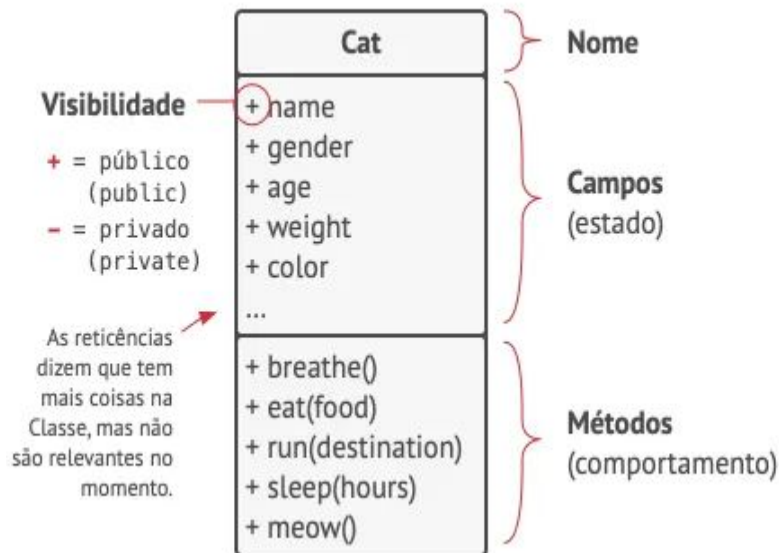 Cat
Nome
Visibilidade
+ = público
(public)
- = privado
(private)
+ name
+ gender
+ age
+ weight
+ color
...
Campos
(estado)
As reticências
dizem que tem
mais coisas na
Classe, mas não
são relevantes no
momento.
+ breathe()
+ eat(food)
+ run(destination)
+ sleep(hours)
+ meow()
Métodos
(comportamento)